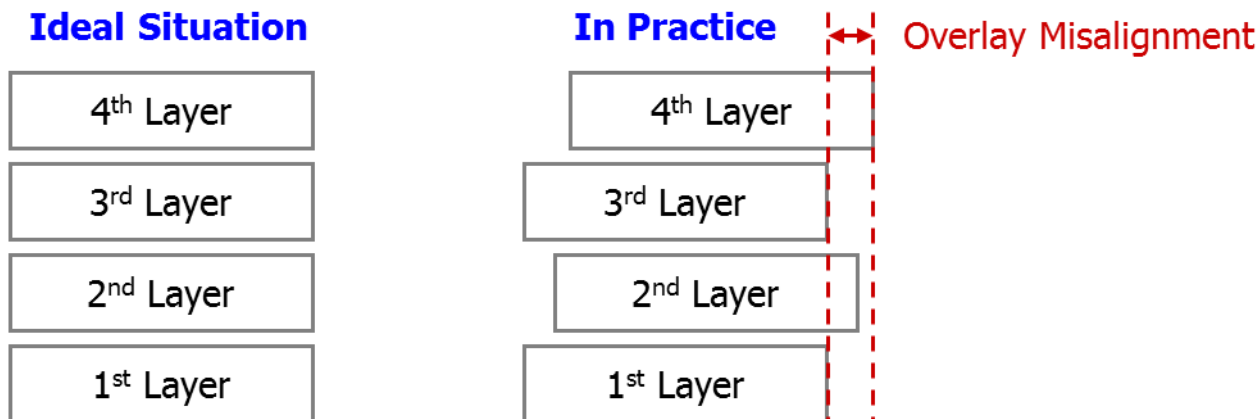 Ideal Situation
In Practice
Overlay Misalignment
4th Layer
4th Layer
3rd Layer
3rd Layer
2nd Layer
2nd Layer
1st Layer
1st Layer